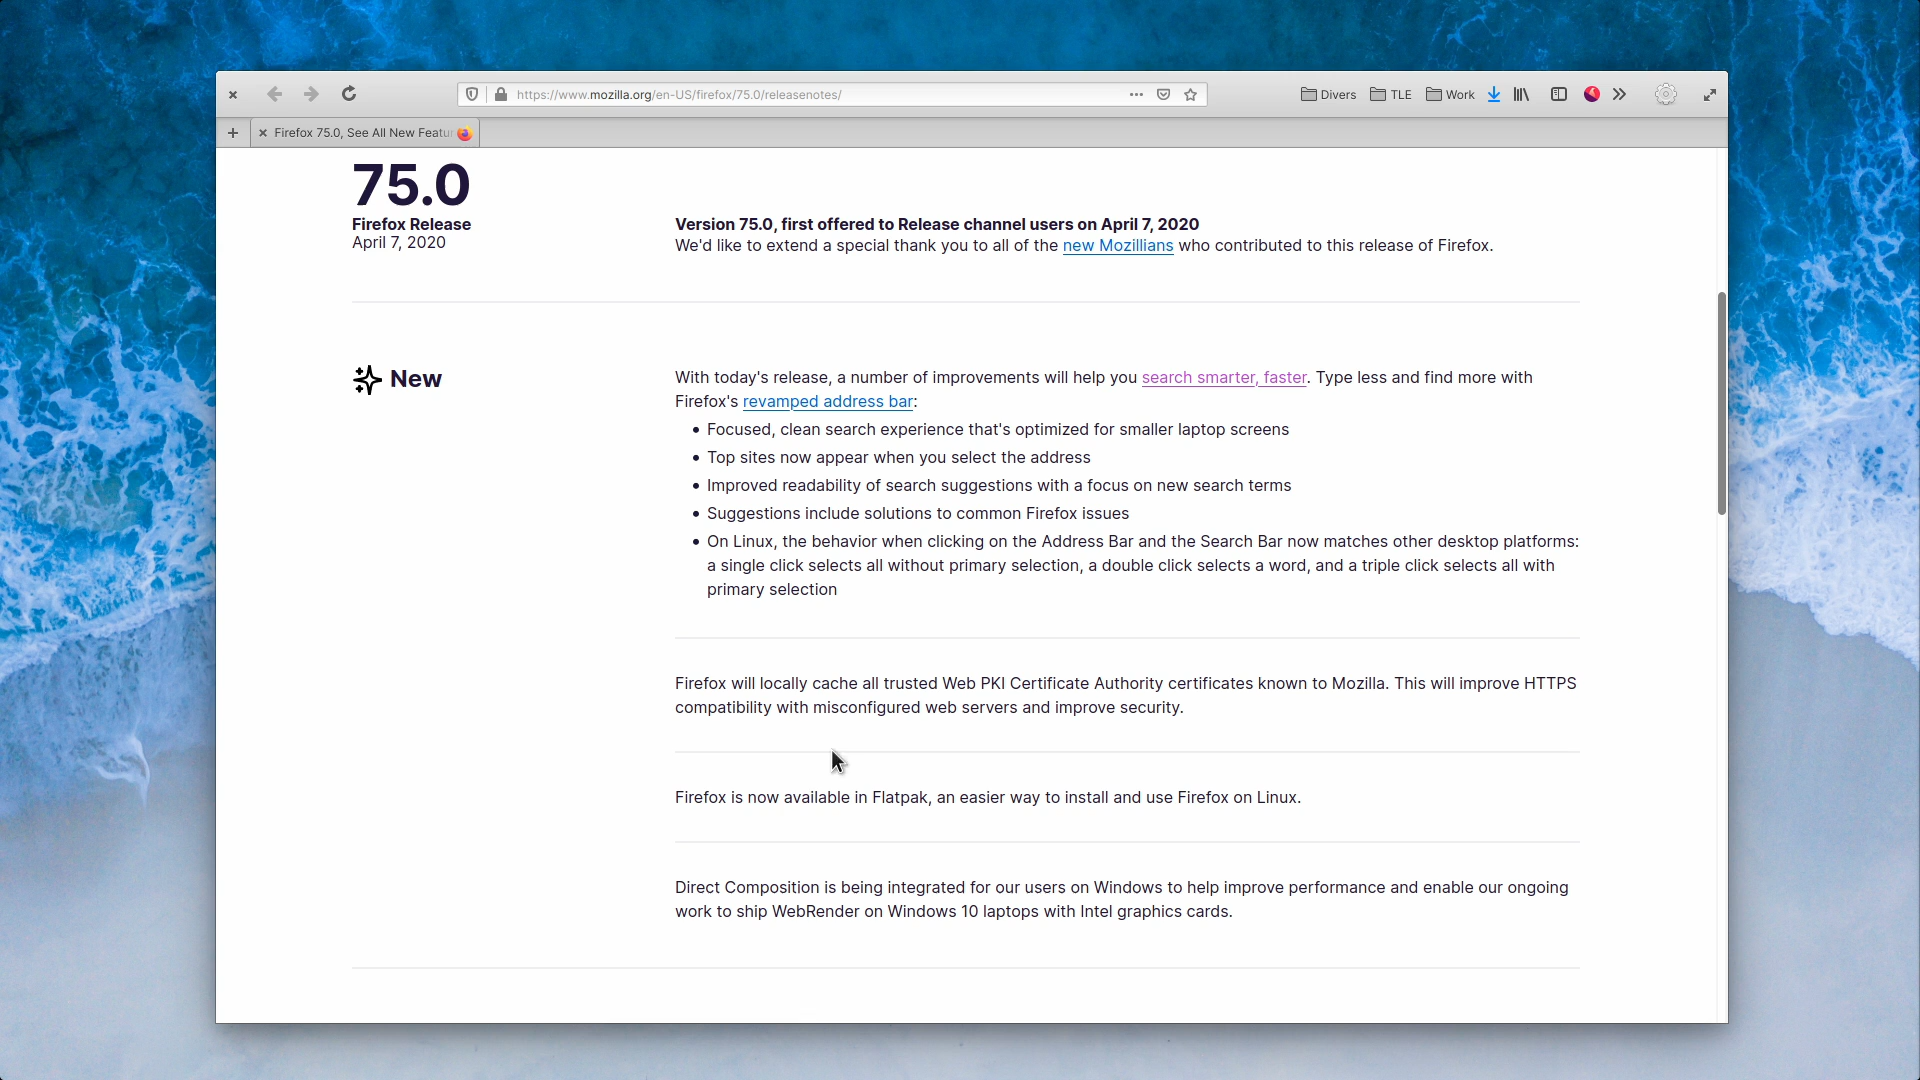 https://www.mozilla.org/en-US/firefox/75.0/releasenotes/
Divers
TLE
Work
Firefox 75.0, See All New Featu
75.0
Firefox Release
April 7, 2020
Version 75.0, first offered to Release channel users on April 7, 2020
We'd like to extend a special thank you to all of the new Mozillians who contributed to this release of Firefox.
New
With today's release, a number of improvements will help you search smarter, faster. Type less and find more with
Firefox's revamped address bar:
• Focused, clean search experience that's optimized for smaller laptop screens
• Top sites now appear when you select the address
• Improved readability of search suggestions with a focus on new search terms
• Suggestions include solutions to common Firefox issues
• On Linux, the behavior when clicking on the Address Bar and the Search Bar now matches other desktop platforms:
a single click selects all without primary selection, a double click selects a word, and a triple click selects all with
primary selection
Firefox will locally cache all trusted Web PKI Certificate Authority certificates known to Mozilla. This will improve HTTPS
compatibility with misconfigured web servers and improve security.
Firefox is now available in Flatpak, an easier way to install and use Firefox on Linux.
Direct Composition is being integrated for our users on Windows to help improve performance and enable our ongoing
work to ship WebRender on Windows 10 laptops with Intel graphics cards.